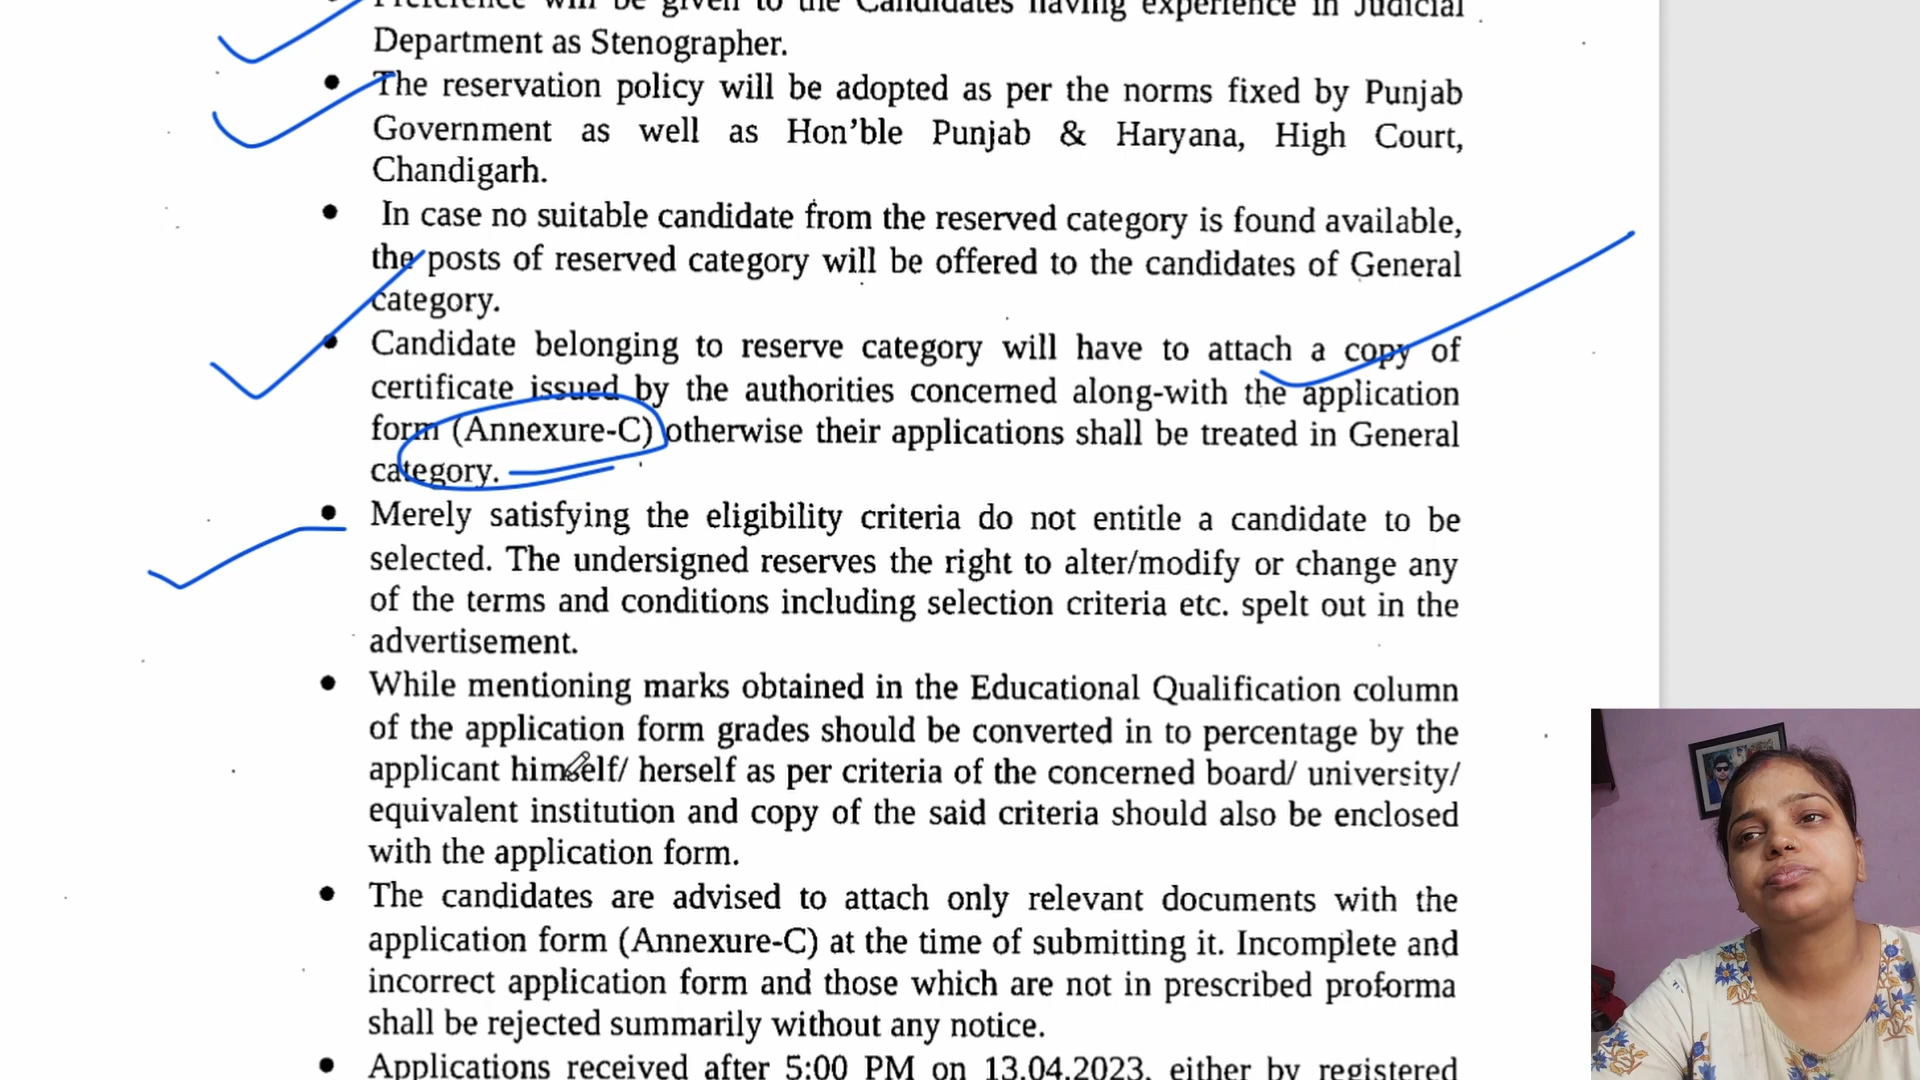 Preference will be given to the Candidates having experience in Judicial
Department as Stenographer.
• The reservation policy will be adopted as per the norms fixed by Punjab
Government as well as Hon'ble Punjab & Haryana, High Court,
Chandigarh.
• In case no suitable candidate from the reserved category is found available,
the posts of reserved category will be offered to the candidates of General
category.
• Candidate belonging to reserve category will have to attach a copy of
certificate issued by the authorities concerned along-with the application
form (Annexure-C) otherwise their applications shall be treated in General
category.
• Merely satisfying the eligibility criteria do not entitle a candidate to be
selected. The undersigned reserves the right to alter/modify or change any
of the terms and conditions including selection criteria etc. spelt out in the
advertisement.
• While mentioning marks obtained in the Educational Qualification column
of the application form grades should be converted in to percentage by the
applicant himself/ herself as per criteria of the concerned board/ university/
equivalent institution and copy of the said criteria should also be enclosed
with the application form.
• The candidates are advised to attach only relevant documents with the
application form (Annexure-C) at the time of submitting it. Incomplete and
incorrect application form and those which are not in prescribed proforma
shall be rejected summarily without any notice.
• Applications received after 5:00 PM on 13.04.2023, either by registered